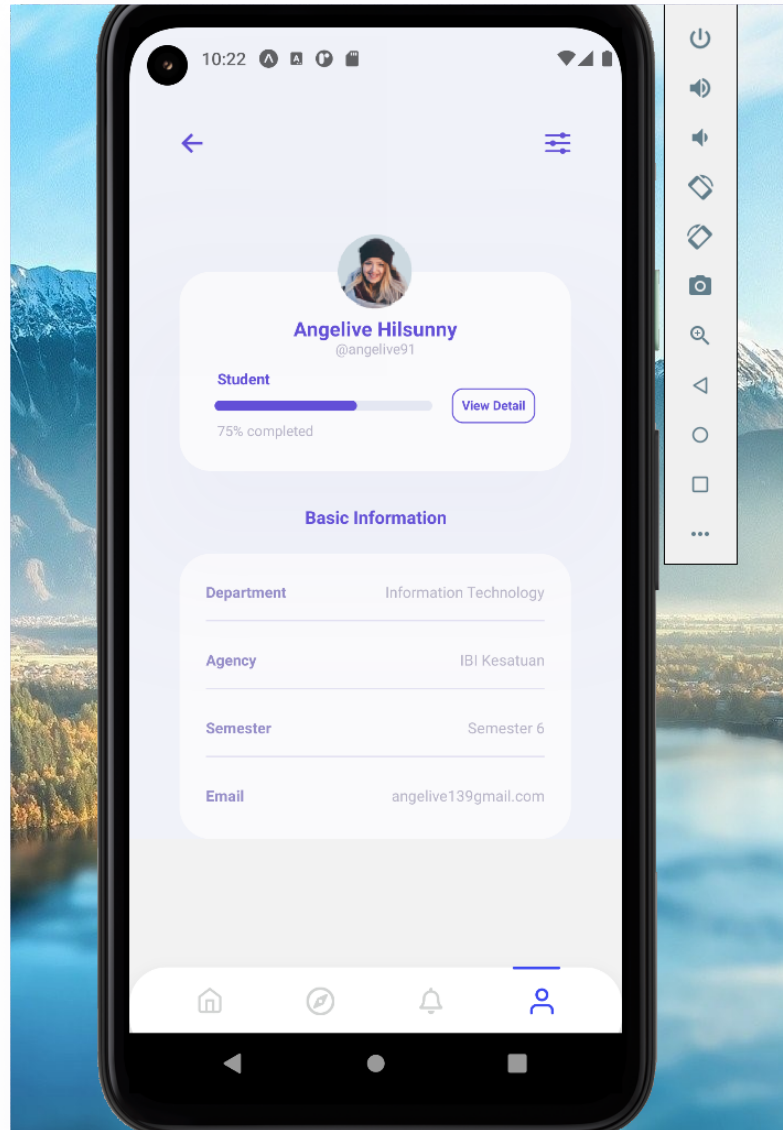 10:22
Angelive Hilsunny
@angelive91
Student
View Detail
75% completed
Basic Information
Department Information Technology
Agency IBI Kesatuan
Semester Semester 6
Email angelive139gmail.com